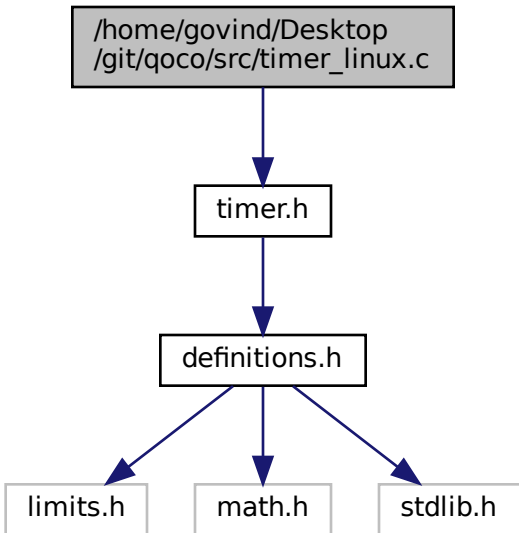 /home/govind/Desktop
/git/qoco/src/timer_linux.c
timer.h
definitions.h
limits.h
math.h
stdlib.h